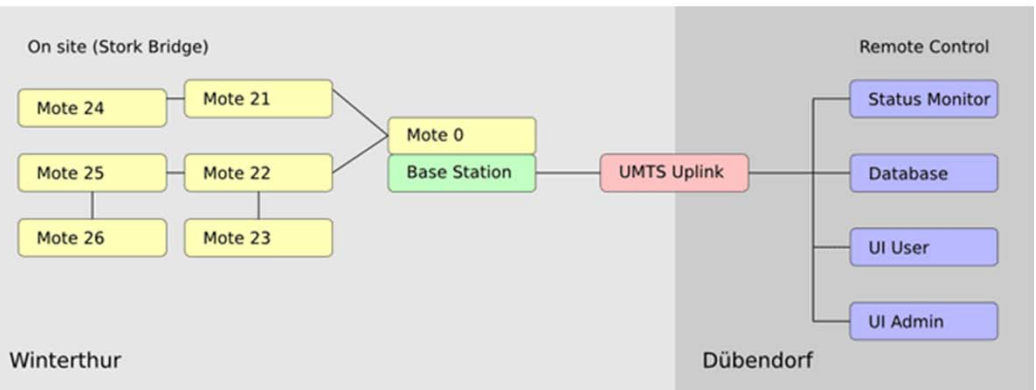 On site (Stork Bridge)
Remote Control
Mote 24
Mote 21
Status Monitor
Mote 0
Mote 25
Mote 22
Base Station
UMTS Uplink
Database
Mote 26
Mote 23
UI User
UI Admin
Winterthur
Dübendorf